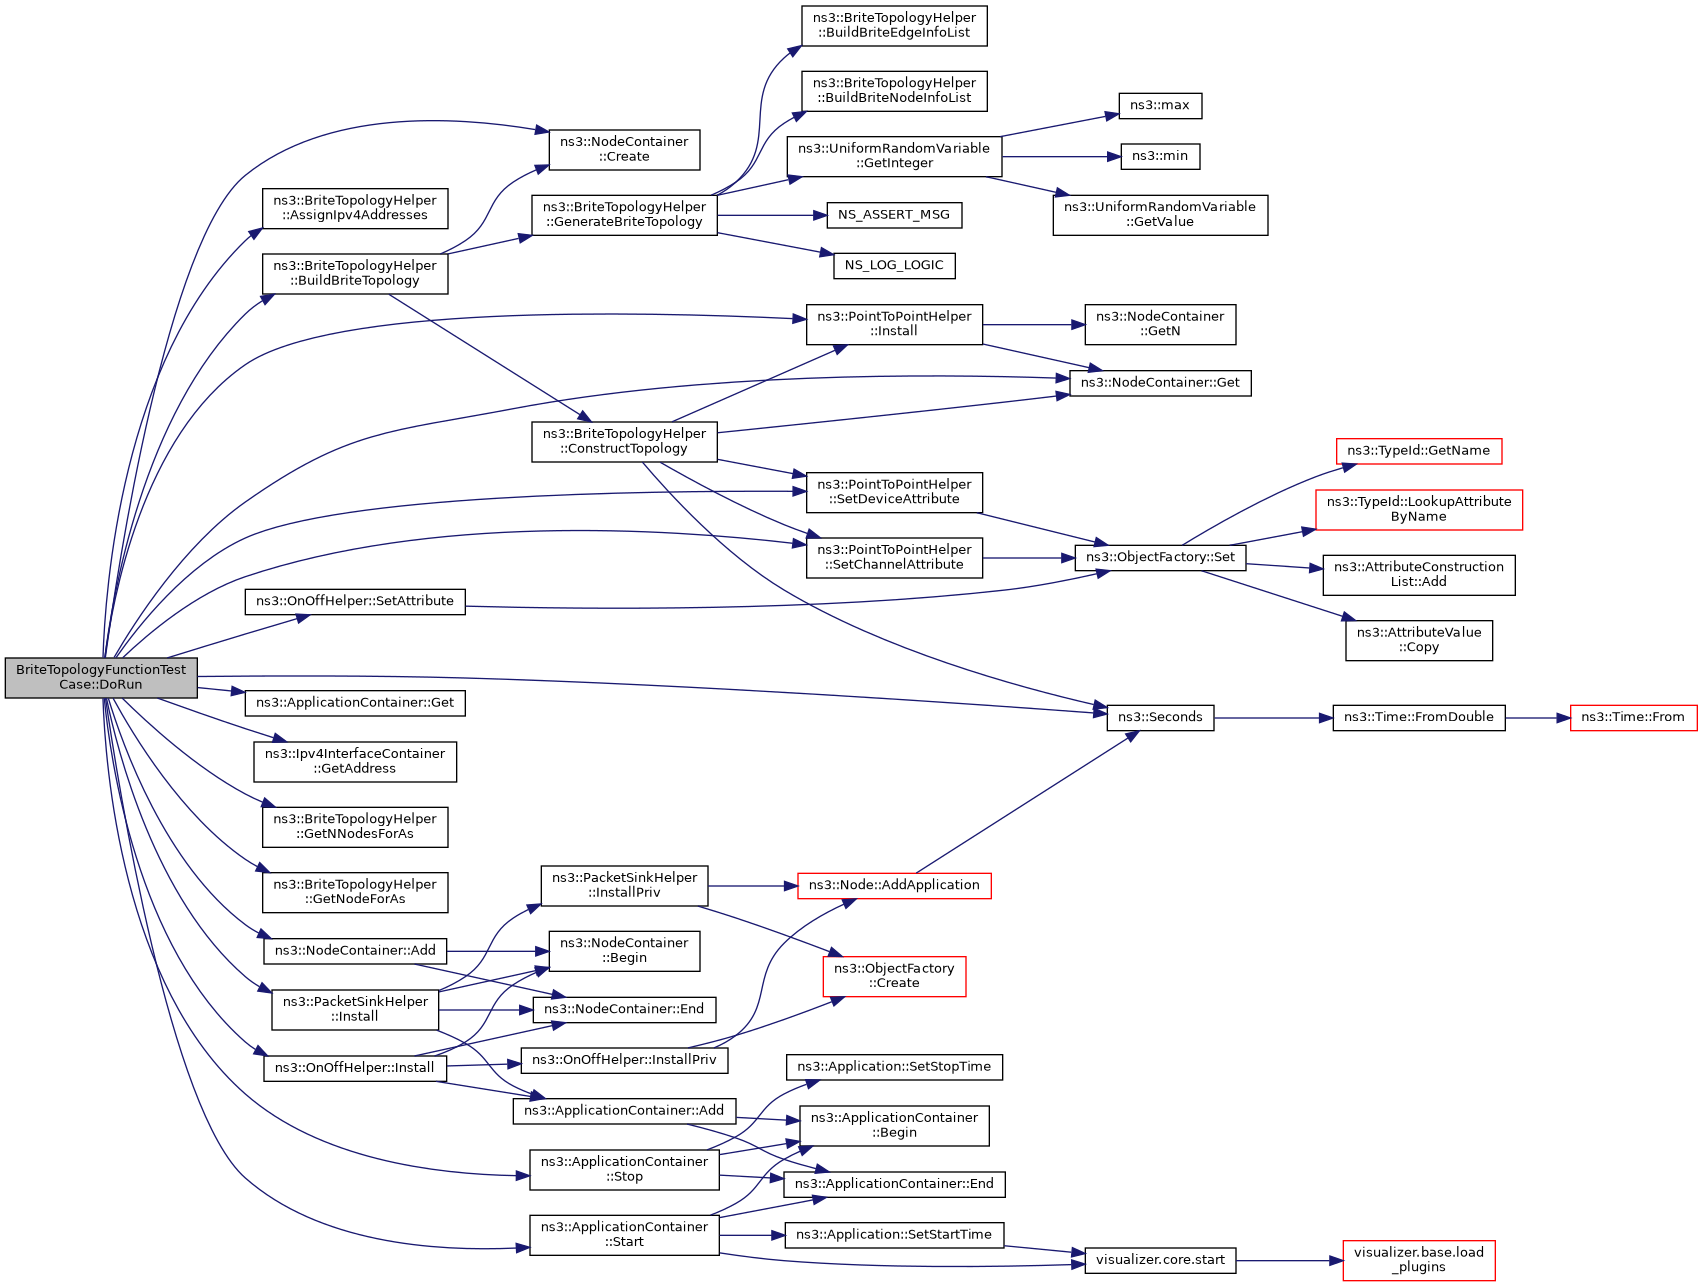 ns3::BriteTopologyHelper
::BuildBriteEdgeInfoList
ns3::BriteTopologyHelper
::BuildBriteNodeInfoList
ns3::max
ns3::NodeContainer
::Create
ns3::UniformRandomVariable
::GetInteger
ns3::min
ns3::BriteTopologyHelper
::AssignIpv4Addresses
ns3::BriteTopologyHelper
::GenerateBriteTopology
NS_ASSERT_MSG
ns3::UniformRandomVariable
::GetValue
ns3::BriteTopologyHelper
::BuildBriteTopology
NS_LOG_LOGIC
ns3::PointToPointHelper
::Install
ns3::NodeContainer
::GetN
ns3::NodeContainer::Get
ns3::BriteTopologyHelper
::ConstructTopology
ns3::TypeId::GetName
ns3::PointToPointHelper
::SetDeviceAttribute
ns3::TypeId::LookupAttribute
ByName
ns3::PointToPointHelper
::SetChannelAttribute
ns3::ObjectFactory::Set
ns3::AttributeConstruction
List::Add
ns3::OnOffHelper::SetAttribute
ns3::AttributeValue
::Copy
BriteTopologyFunctionTest
Case::DoRun
ns3::ApplicationContainer::Get
ns3::Seconds
ns3::Time::FromDouble
ns3::Time::From
ns3::Ipv4InterfaceContainer
::GetAddress
ns3::BriteTopologyHelper
::GetNNodesForAs
ns3::BriteTopologyHelper
::GetNodeForAs
ns3::PacketSinkHelper
::InstallPriv
ns3::Node::AddApplication
ns3::NodeContainer::Add
ns3::NodeContainer
::Begin
ns3::ObjectFactory
::Create
ns3::PacketSinkHelper
::Install
ns3::NodeContainer::End
ns3::OnOffHelper::Install
ns3::OnOffHelper::InstallPriv
ns3::Application::SetStopTime
ns3::ApplicationContainer::Add
ns3::ApplicationContainer
::Begin
ns3::ApplicationContainer
::Stop
ns3::ApplicationContainer::End
ns3::ApplicationContainer
::Start
ns3::Application::SetStartTime
visualizer.core.start
visualizer.base.load
_plugins